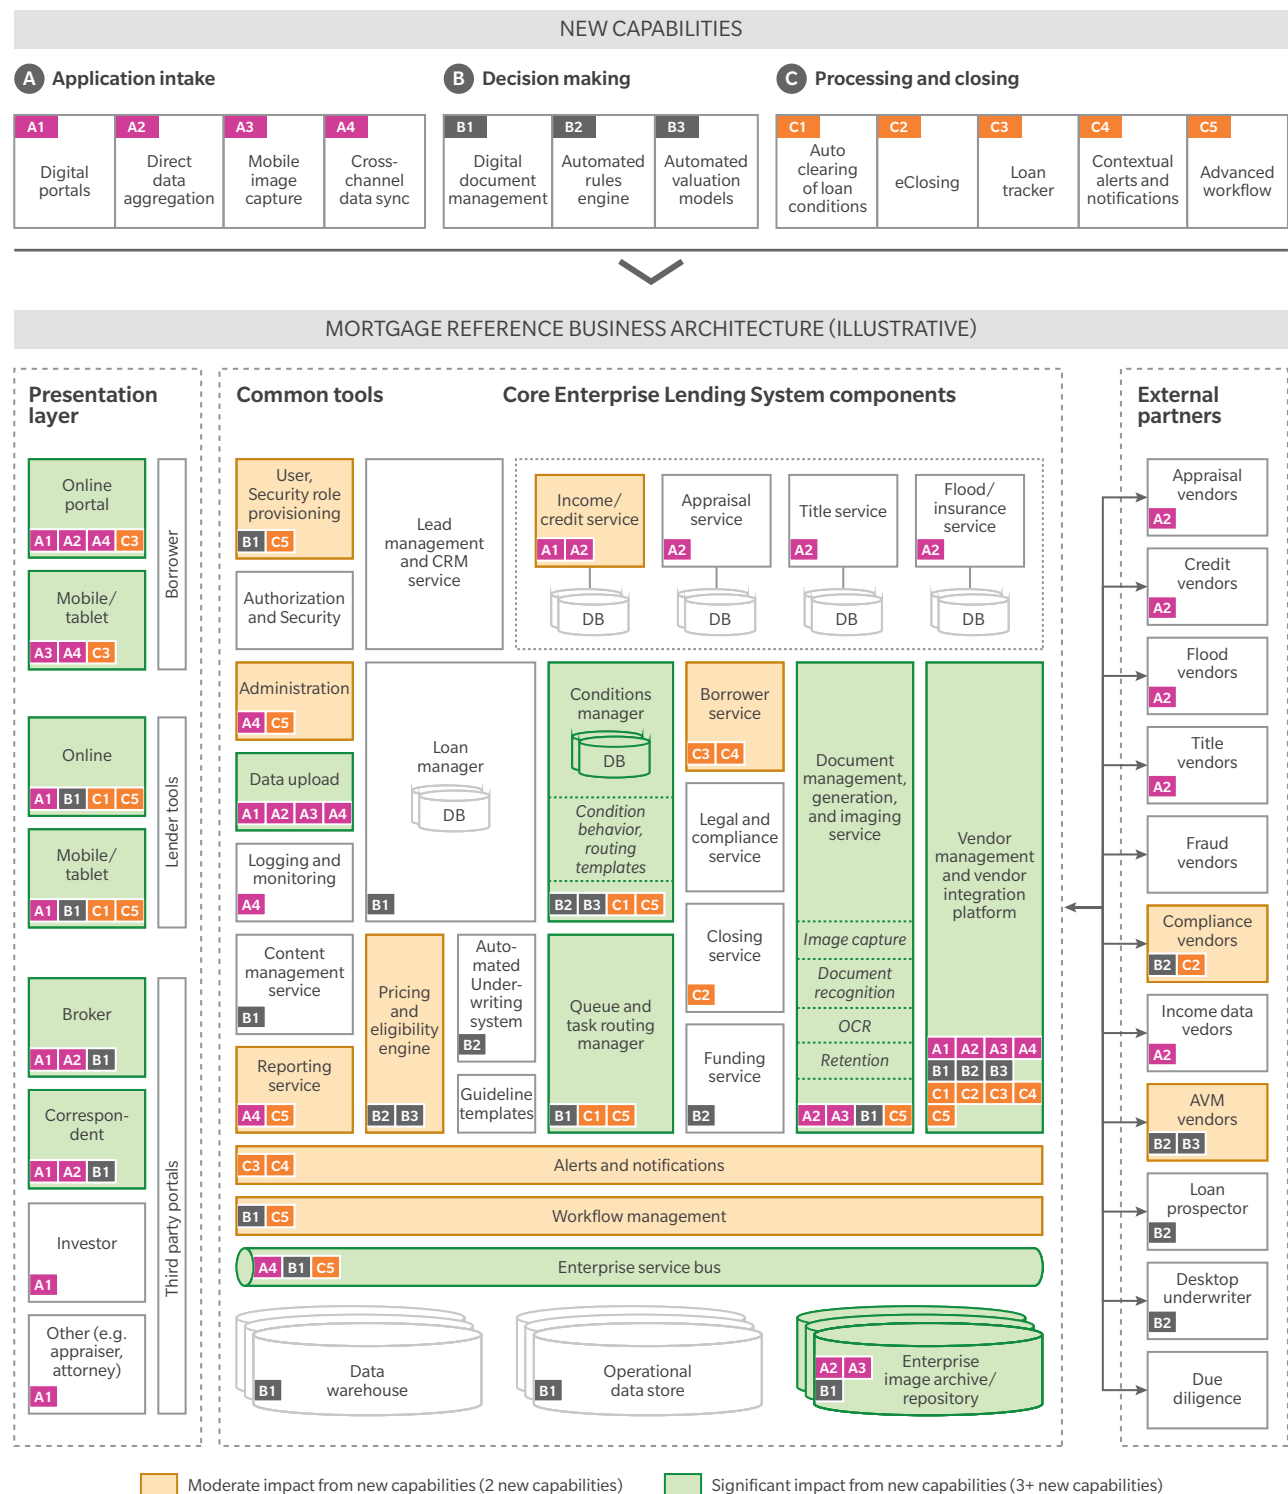 NEW CAPABILITIES
A Application intake
A1
Digital
portals
A2
Direct
data
aggregation
A3
Mobile
image
capture
A4
Cross-
channel
data sync
B Decision making
B1
Digital
document
management
B2
Automated
rules
engine
B3
Automated
valuation
models
C Processing and closing
C1
Auto
clearing
of loan
conditions
C2
eClosing
C3
Loan
tracker
C4
Contextual
alerts and
notifications
C5
Advanced
workflow
MORTGAGE REFERENCE BUSINESS ARCHITECTURE (ILLUSTRATIVE)
Presentation
layer
Online
portal
A1 A2 A4 C3
Mobile/
tablet
A3 A4 C3
Borrower
Online
A1 B1 C1 C5
Mobile/
tablet
A1 B1 C1 C5
Lender tools
Broker
A1 A2 B1
Correspon-
dent
A1 A2 B1
Investor
A1
Other (e.g.
appraiser,
attorney)
A1
Third party portals
Common tools
User,
Security role
provisioning
B1 C5
Authorization
and Security
Administration
A4 C5
Data upload
A1 A2 A3 A4
Logging and
monitoring
A4
Content
management
service
B1
Reporting
service
A4 C5
Core Enterprise Lending System components
Lead
management
and CRM
service
Income/
credit service
A1 A2
DB
Appraisal
service
A2
DB
Title service
A2
DB
Flood/
insurance
service
A2
DB
Loan
manager
DB
B1
Conditions
manager
DB
Condition
behavior,
routing
templates
B2 B3 C1 C5
Borrower
service
C3 C4
Legal and
compliance
service
Closing
service
C2
Funding
service
B2
Document
management,
generation,
and imaging
service
Image capture
Document
recognition
OCR
Retention
A2 A3 B1 C5
Vendor
management
and vendor
integration
platform
A1 A2 A3 A4
B1 B2 B3
C1 C2 C3 C4
C5
Pricing
and
eligibility
engine
B2 B3
Auto-
mated
Under-
writing
system
B2
Guideline
templates
Queue and
task routing
manager
B1 C1 C5
C3 C4 Alerts and notifications
B1 C5 Workflow management
A4 B1 C5 Enterprise service bus
Data
warehouse
B1
Operational
data store
B1
A2 A3
B1
Enterprise
image archive/
repository
External
partners
Appraisal
vendors
A2
Credit
vendors
A2
Flood
vendors
A2
Title
vendors
A2
Fraud
vendors
Compliance
vendors
B2 C2
Income data
vedors
A2
AVM
vendors
B2 B3
Loan
prospector
B2
Desktop
underwriter
B2
Due
diligence
Moderate impact from new capabilities (2 new capabilities)
Significant impact from new capabilities (3+ new capabilities)